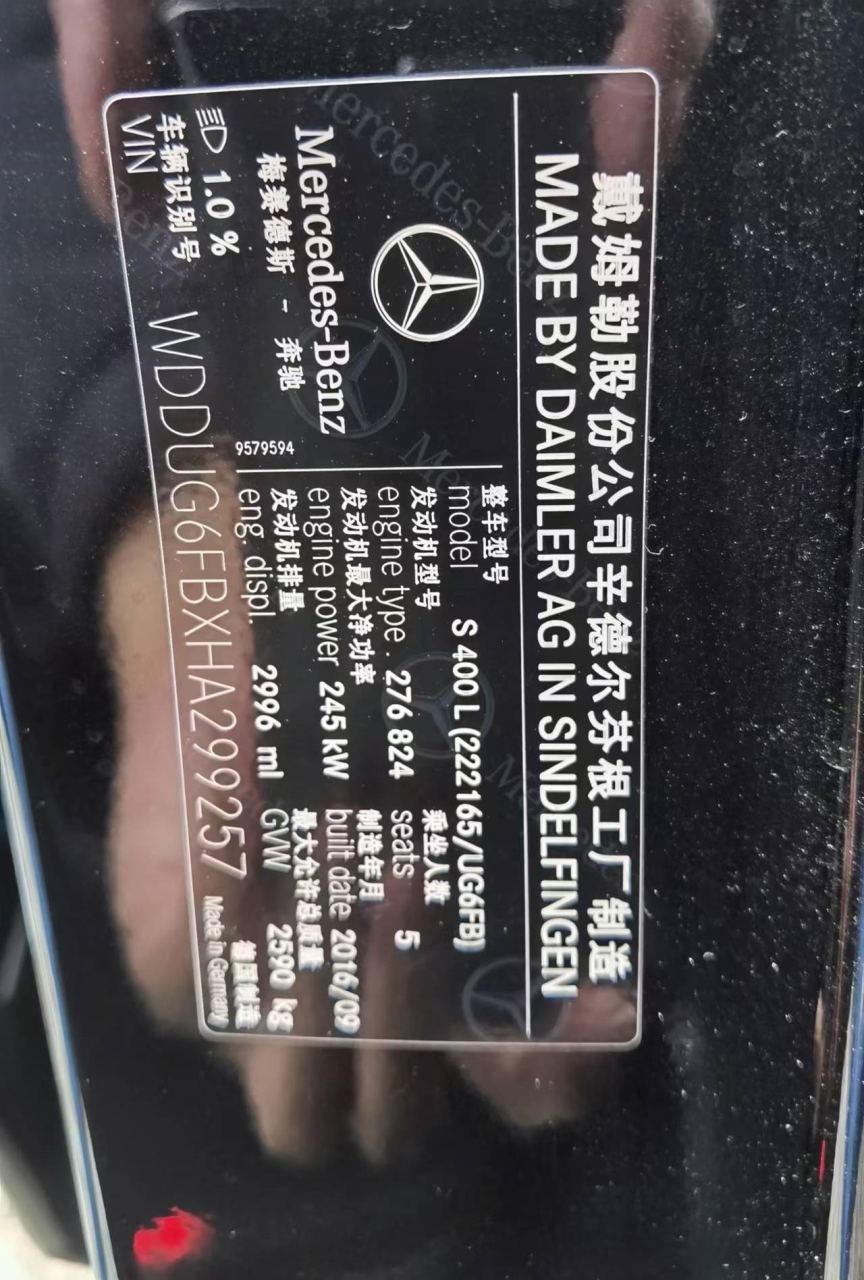 戴姆勒股份公司辛德尔芬根工厂制造
MADE BY DAIMLER AG IN SINDELFINGEN
Mercedes-Benz
梅赛德斯 - 奔驰
9579594
整车型号
model S 400 L (222165/UG6FB)
发动机型号 乘坐人数
engine type . 276 824 seats 5
发动机最大净功率 制造年月
engine power 245 kW built date 2016/09
发动机排量 最大允许总质量
eng. displ. 2996 ml GVW 2590 kg
1.0 %
车辆识别号 德国制造
VIN WDDUG6FBXHA299257 Made in Germany